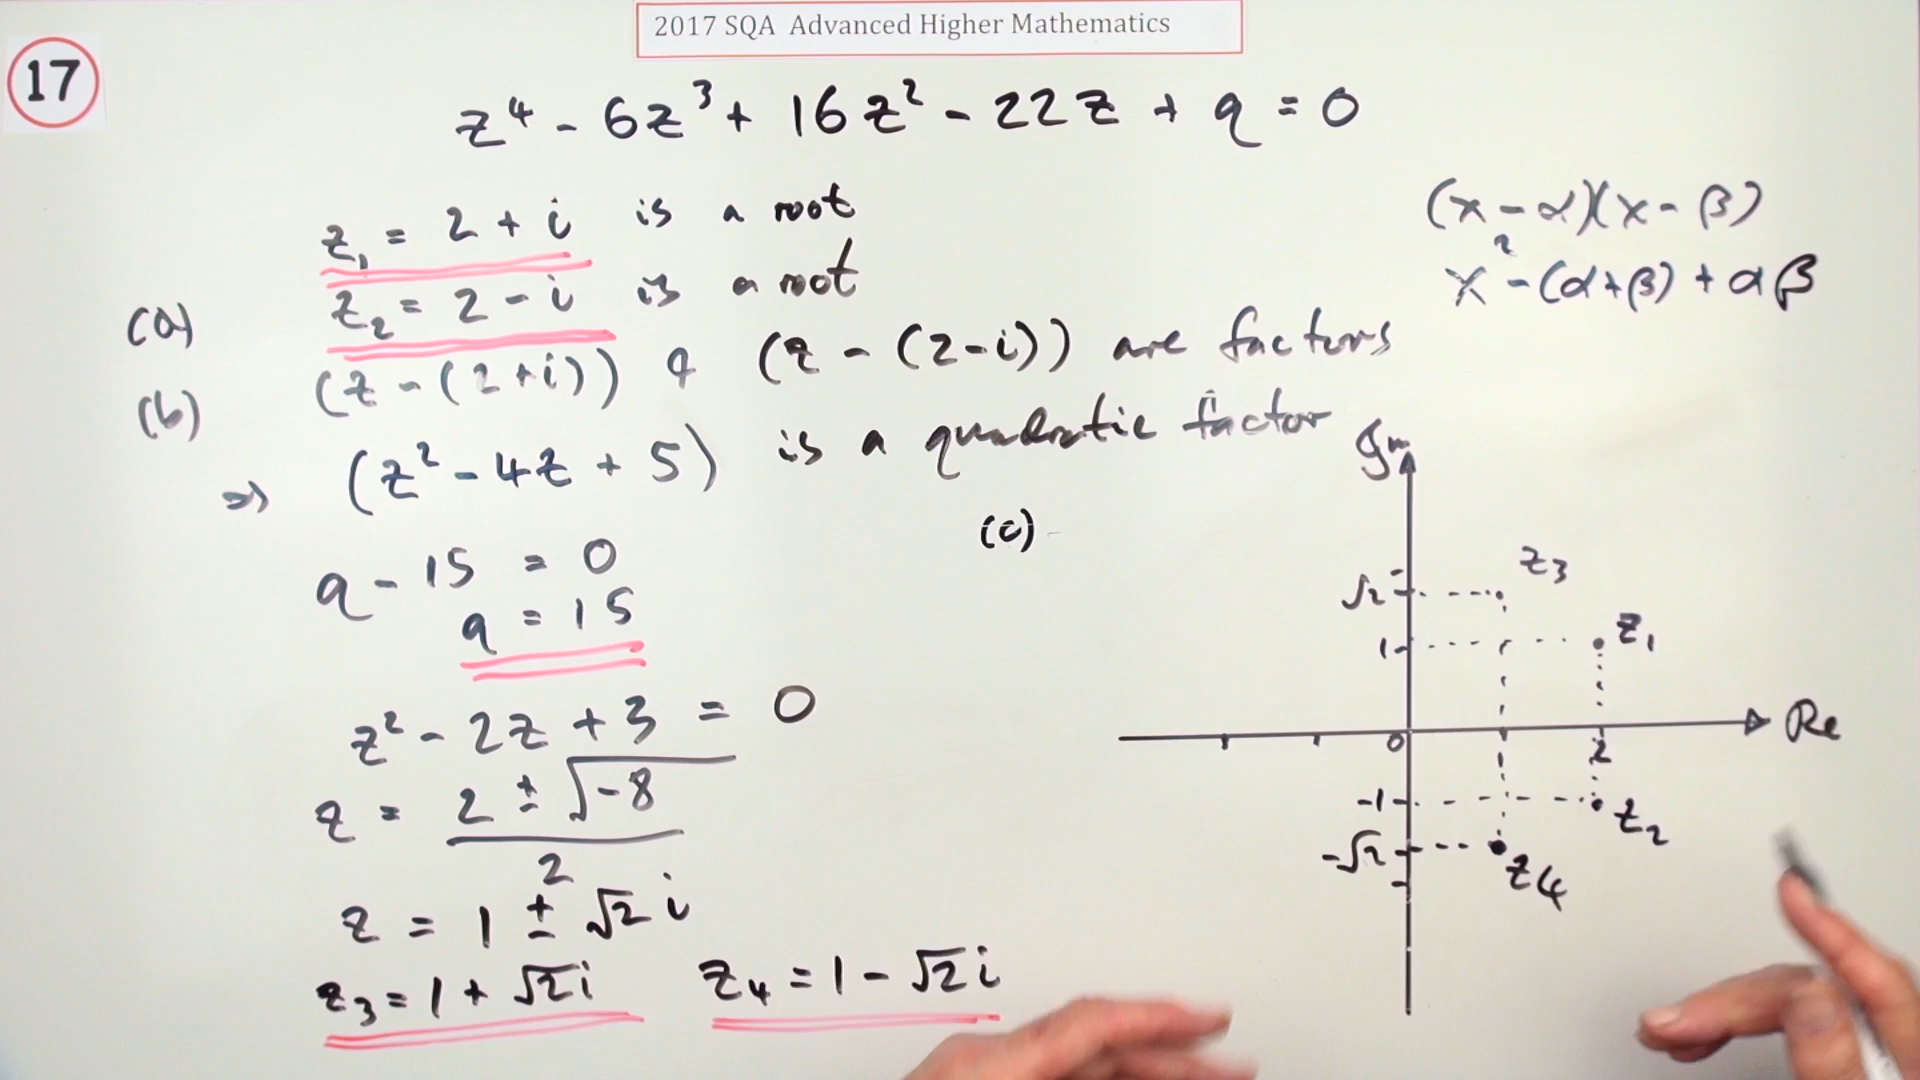 2017 SQA Advanced Higher Mathematics
17
z⁴ - 6z³ + 16z² - 22z + q = 0
z₁ = 2 + i is a root
(a) z₂ = 2 - i is a root
(b) (z - (2+i)) & (z - (2-i)) are factors
⇒ (z² - 4z + 5) is a quadratic factor
q - 15 = 0
q = 15
z² - 2z + 3 = 0
z = (2 ± √-8)/2
z = 1 ± √2 i
z₃ = 1 + √2i z₄ = 1 - √2i
(x - α)(x - β)
x² - (α+β) + αβ
(c)
Im
z₃
√2
1
z₁
Re
0
1
2
-1
z₂
-√2
z₄